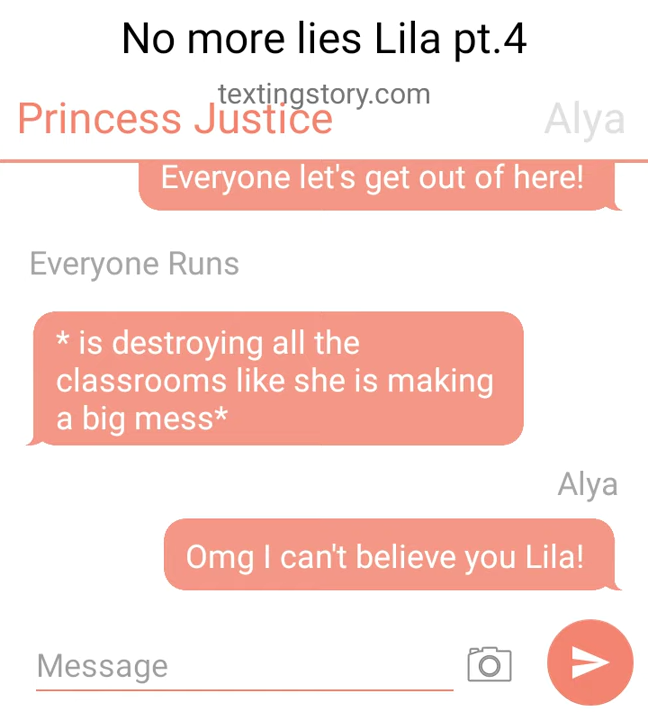 No more lies Lila pt.4
textingstory.com
Princess Justice
Alya
Everyone let's get out of here!
Everyone Runs
* is destroying all the
classrooms like she is making
a big mess*
Alya
Omg I can't believe you Lila!
Message